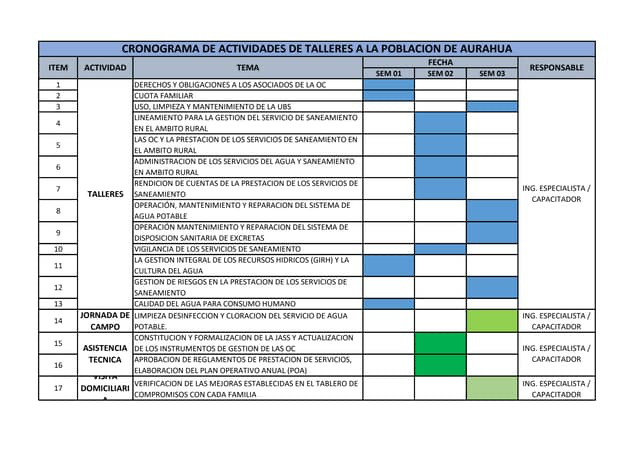 CRONOGRAMA DE ACTIVIDADES DE TALLERES A LA POBLACION DE AURAHUA
ITEM ACTIVIDAD TEMA FECHA RESPONSABLE
SEM 01 SEM 02 SEM 03
1 DERECHOS Y OBLIGACIONES A LOS ASOCIADOS DE LA OC
2 CUOTA FAMILIAR
3 USO, LIMPIEZA Y MANTENIMIENTO DE LA UBS
4 LINEAMIENTO PARA LA GESTION DEL SERVICIO DE SANEAMIENTO
EN EL AMBITO RURAL
5 LAS OC Y LA PRESTACION DE LOS SERVICIOS DE SANEAMIENTO EN
EL AMBITO RURAL
6 ADMINISTRACION DE LOS SERVICIOS DEL AGUA Y SANEAMIENTO
EN AMBITO RURAL
7 RENDICION DE CUENTAS DE LA PRESTACION DE LOS SERVICIOS DE
SANEAMIENTO
TALLERES
ING. ESPECIALISTA /
CAPACITADOR
8 OPERACIÓN, MANTENIMIENTO Y REPARACION DEL SISTEMA DE
AGUA POTABLE
9 OPERACIÓN MANTENIMIENTO Y REPARACION DEL SISTEMA DE
DISPOSICION SANITARIA DE EXCRETAS
10 VIGILANCIA DE LOS SERVICIOS DE SANEAMIENTO
11 LA GESTION INTEGRAL DE LOS RECURSOS HIDRICOS (GIRH) Y LA
CULTURA DEL AGUA
12 GESTION DE RIESGOS EN LA PRESTACION DE LOS SERVICIOS DE
SANEAMIENTO
13 CALIDAD DEL AGUA PARA CONSUMO HUMANO
14 JORNADA DE LIMPIEZA DESINFECCION Y CLORACION DEL SERVICIO DE AGUA ING. ESPECIALISTA /
CAMPO POTABLE. CAPACITADOR
15 CONSTITUCION Y FORMALIZACION DE LA JASS Y ACTUALIZACION
DE LOS INSTRUMENTOS DE GESTION DE LAS OC
ASISTENCIA
TECNICA
ING. ESPECIALISTA /
CAPACITADOR
16 APROBACION DE REGLAMENTOS DE PRESTACION DE SERVICIOS,
ELABORACION DEL PLAN OPERATIVO ANUAL (POA)
VISITA
17 DOMICILIARI VERIFICACION DE LAS MEJORAS ESTABLECIDAS EN EL TABLERO DE ING. ESPECIALISTA /
A COMPROMISOS CON CADA FAMILIA CAPACITADOR